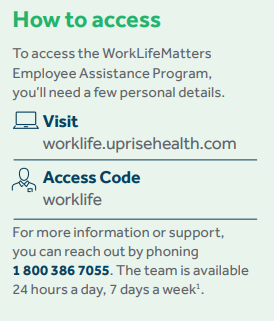 How to access
To access the WorkLifeMatters
Employee Assistance Program,
you'll need a few personal details.
Visit
worklife.uprisehealth.com
Access Code
worklife
For more information or support,
you can reach out by phoning
1 800 386 7055. The team is available
24 hours a day, 7 days a week¹.